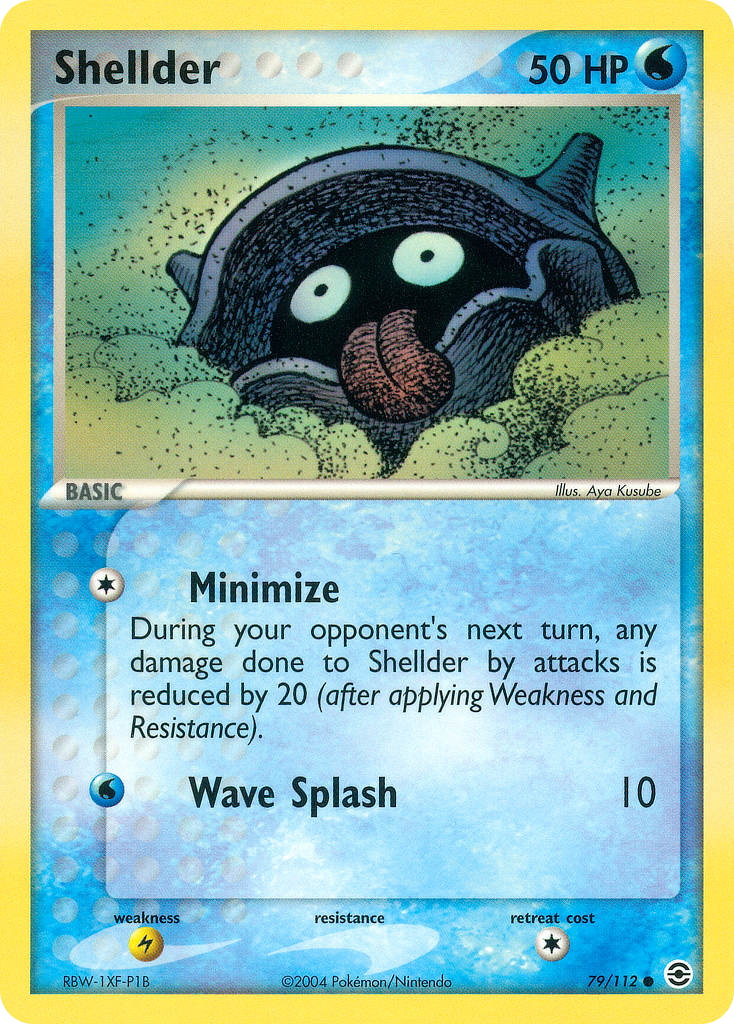 Shellder 50 HP
BASIC
Illus. Aya Kusube
Minimize
During your opponent's next turn, any
damage done to Shellder by attacks is
reduced by 20 (after applying Weakness and
Resistance).
Wave Splash 10
weakness resistance retreat cost
RBW-1XF-P1B ©2004 Pokémon/Nintendo 79/112